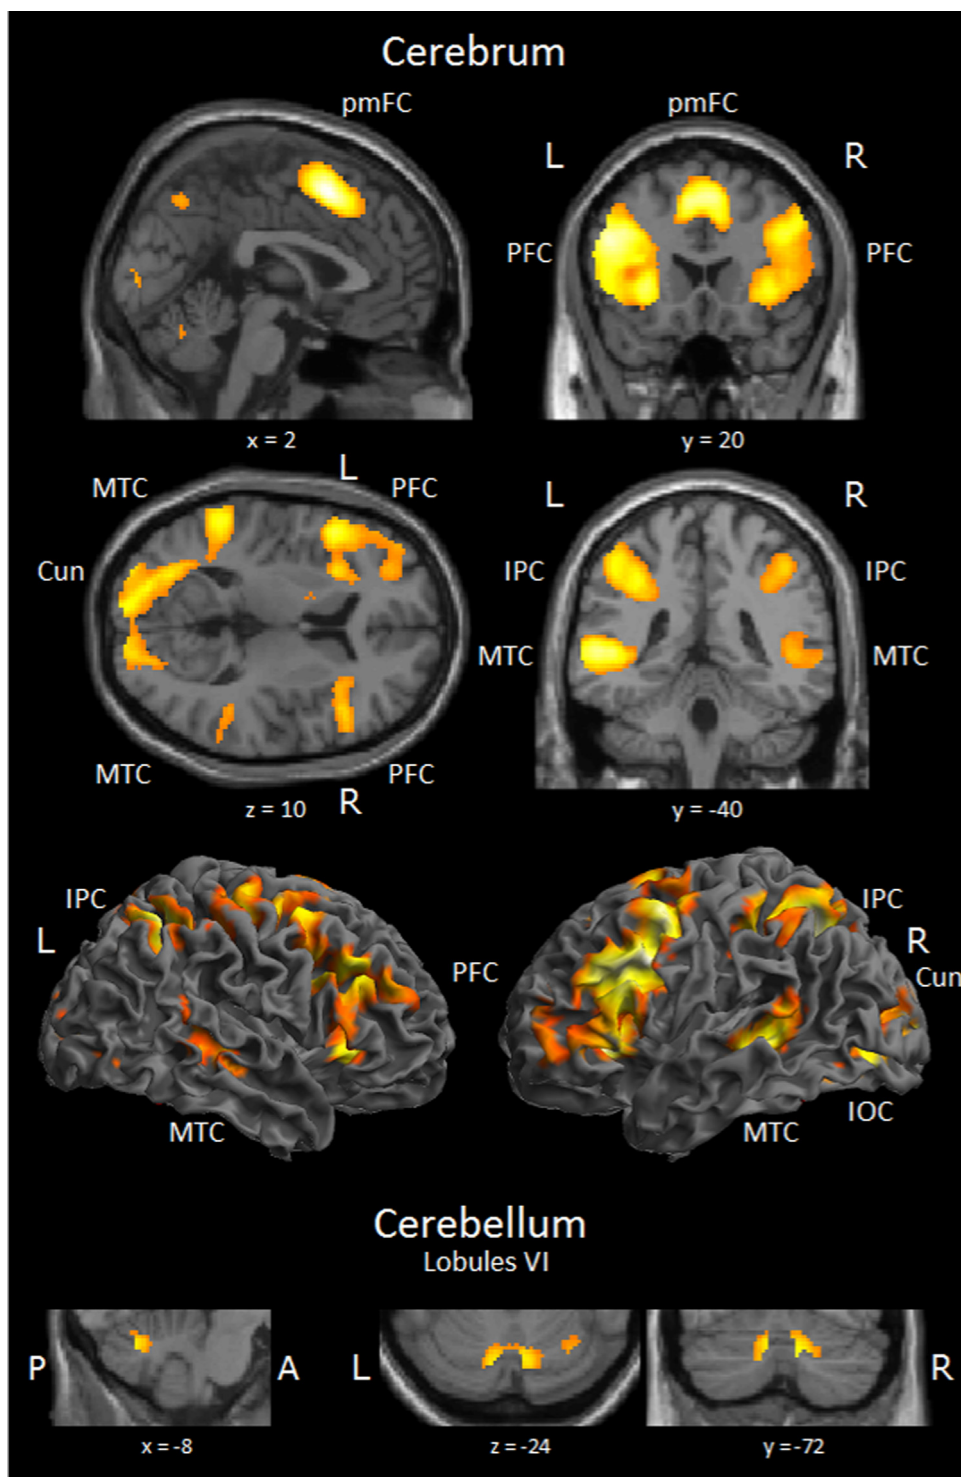 Cerebrum
pmFC
pmFC
L
R
PFC
PFC
x = 2
y = 20
L
MTC
PFC
L
R
Cun
IPC
IPC
MTC
MTC
MTC
PFC
z = 10
R
y = -40
IPC
IPC
L
R
PFC
Cun
MTC
MTC
IOC
Cerebellum
Lobules VI
P
A
L
R
x = -8
z = -24
y = -72